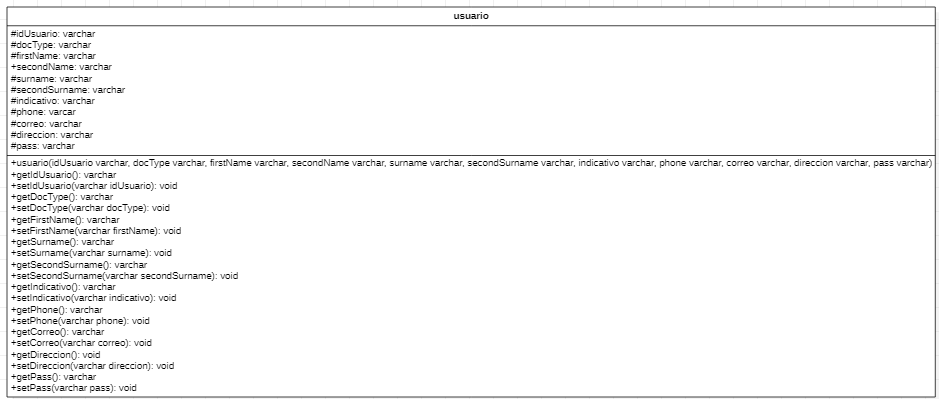 usuario
#idUsuario: varchar
#docType: varchar
#firstName: varchar
+secondName: varchar
#surname: varchar
#secondSurname: varchar
#indicativo: varchar
#phone: varcar
#correo: varchar
#direccion: varchar
#pass: varchar
+usuario(idUsuario varchar, docType varchar, firstName varchar, secondName varchar, surname varchar, secondSurname varchar, indicativo varchar, phone varchar, correo varchar, direccion varchar, pass varchar)
+getIdUsuario(): varchar
+setIdUsuario(varchar idUsuario): void
+getDocType(): varchar
+setDocType(varchar docType): void
+getFirstName(): varchar
+setFirstName(varchar firstName): void
+getSurname(): varchar
+setSurname(varchar surname): void
+getSecondSurname(): varchar
+setSecondSurname(varchar secondSurname): void
+getIndicativo(): varchar
+setIndicativo(varchar indicativo): void
+getPhone(): varchar
+setPhone(varchar phone): void
+getCorreo(): varchar
+setCorreo(varchar correo): void
+getDireccion(): void
+setDireccion(varchar direccion): void
+getPass(): varchar
+setPass(varchar pass): void